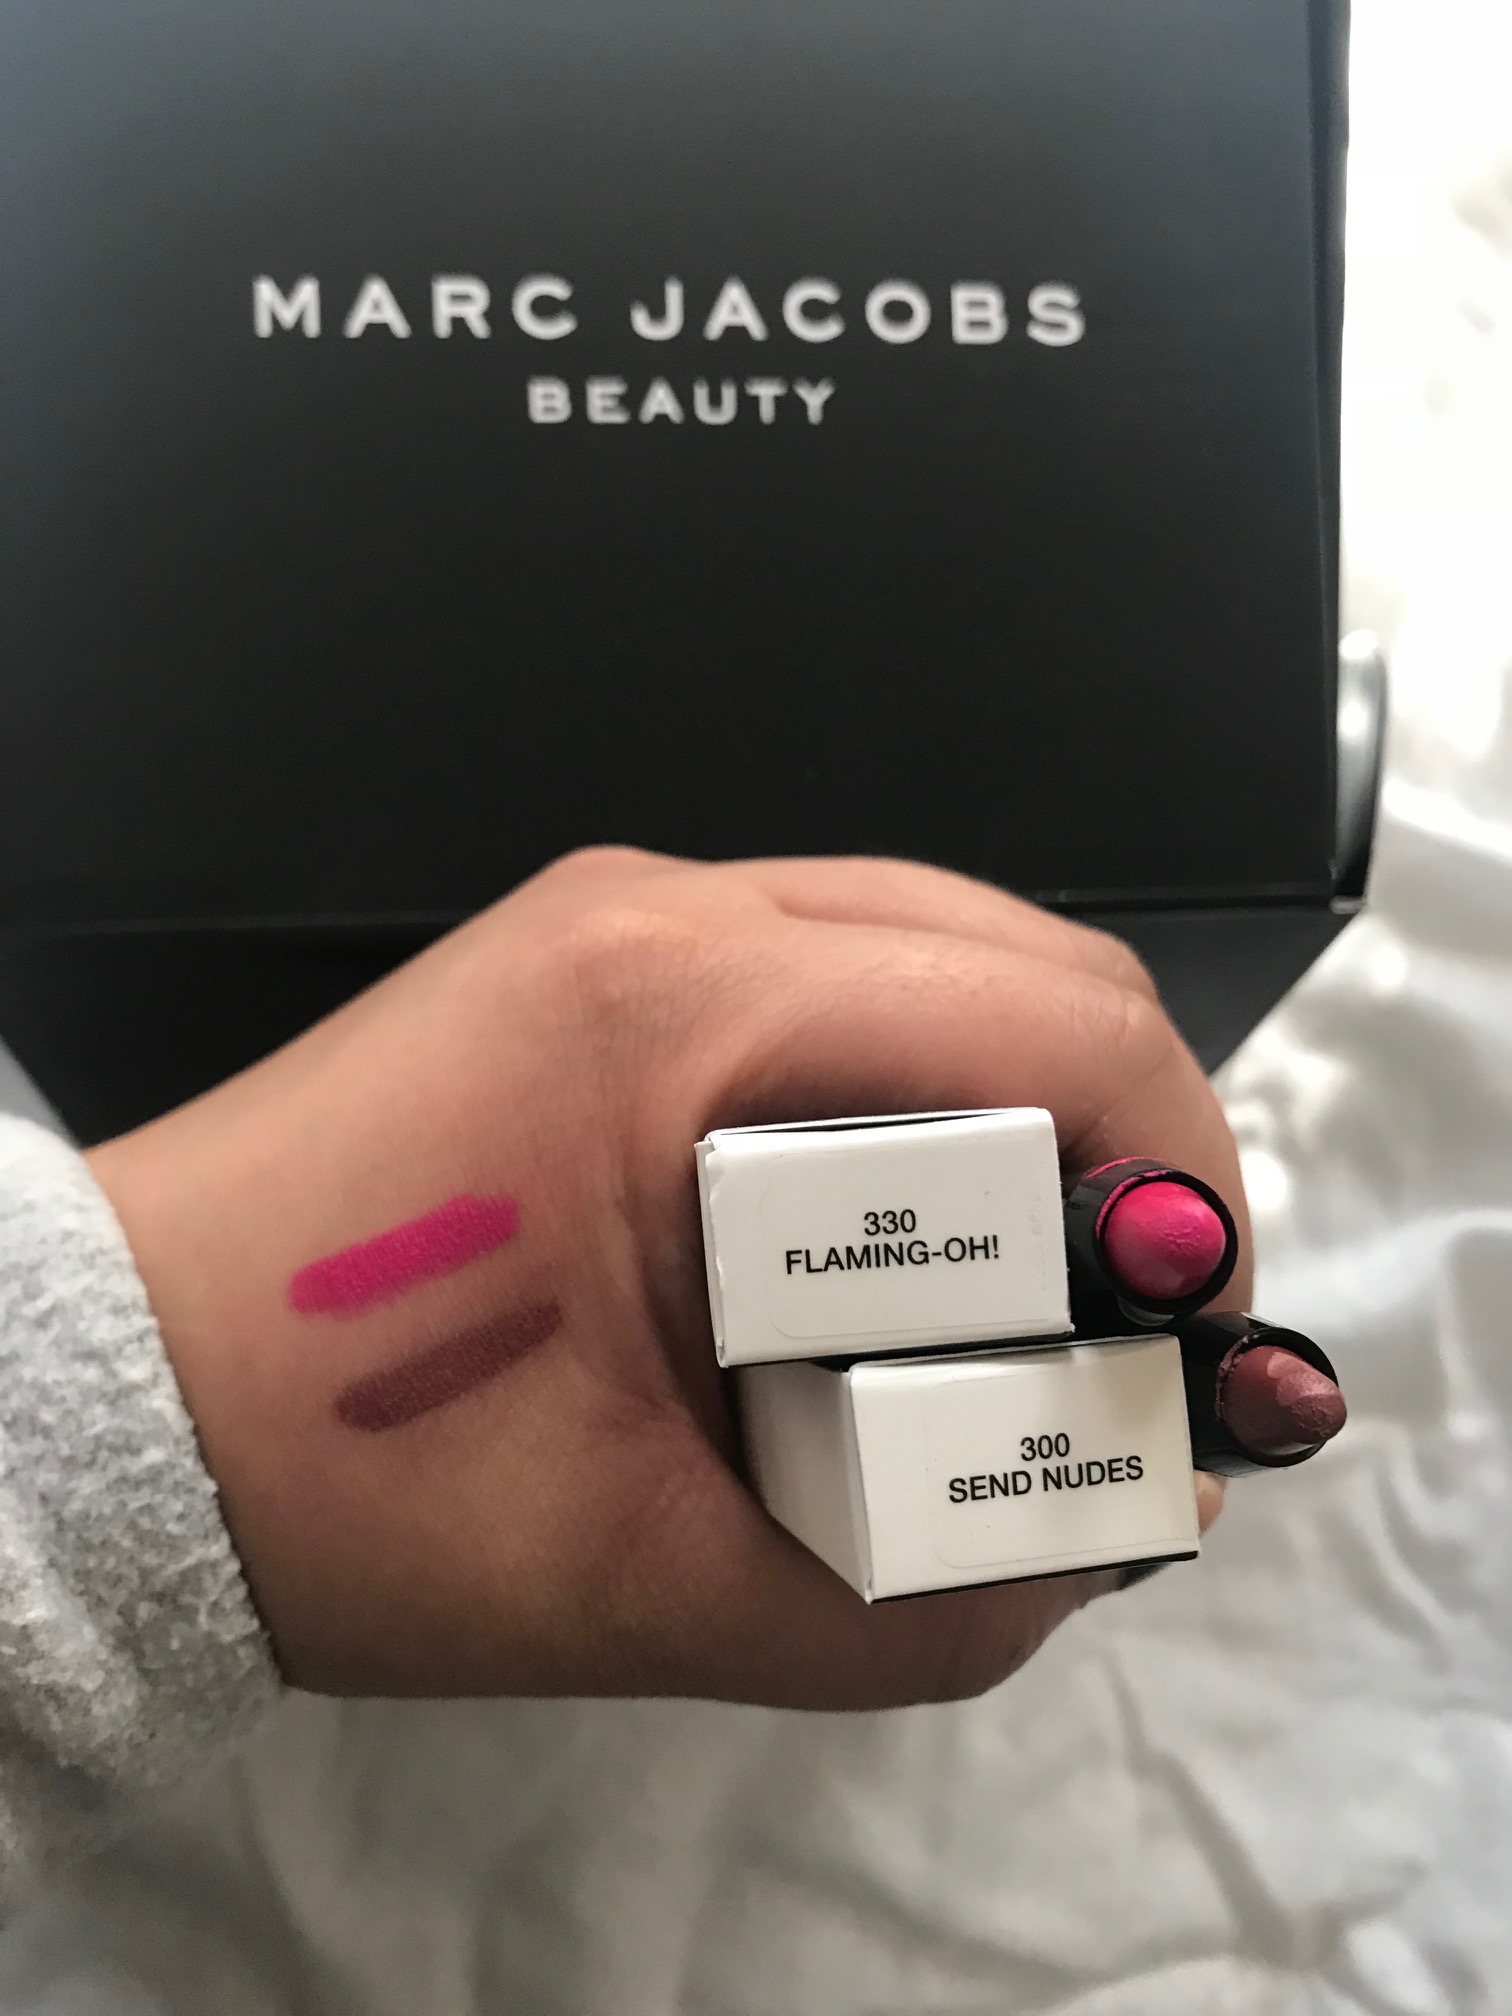 MARC JACOBS
BEAUTY
330
FLAMING-OH!
300
SEND NUDES